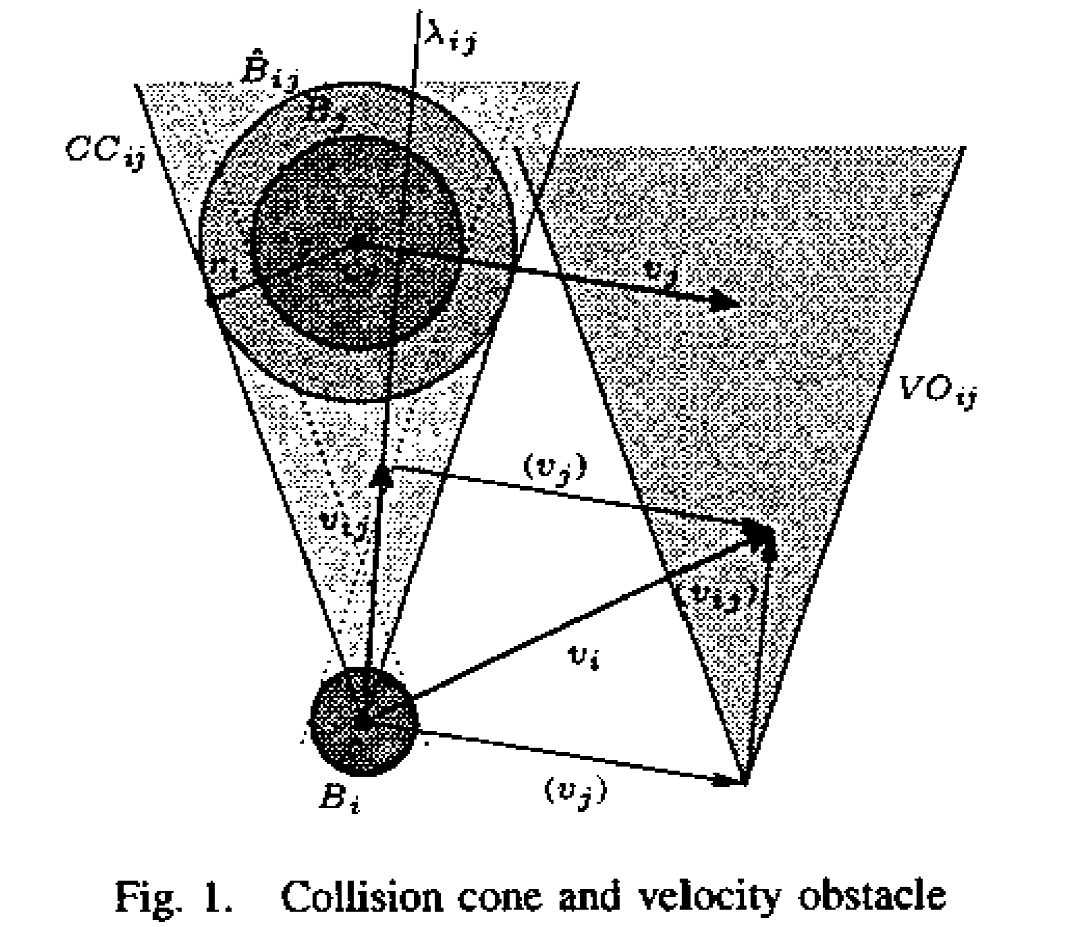 λij
B̂ij
Bj
CCij
ri
vj
VOij
(vj)
vij
(vij)
vi
(vj)
Bi
Fig. 1. Collision cone and velocity obstacle